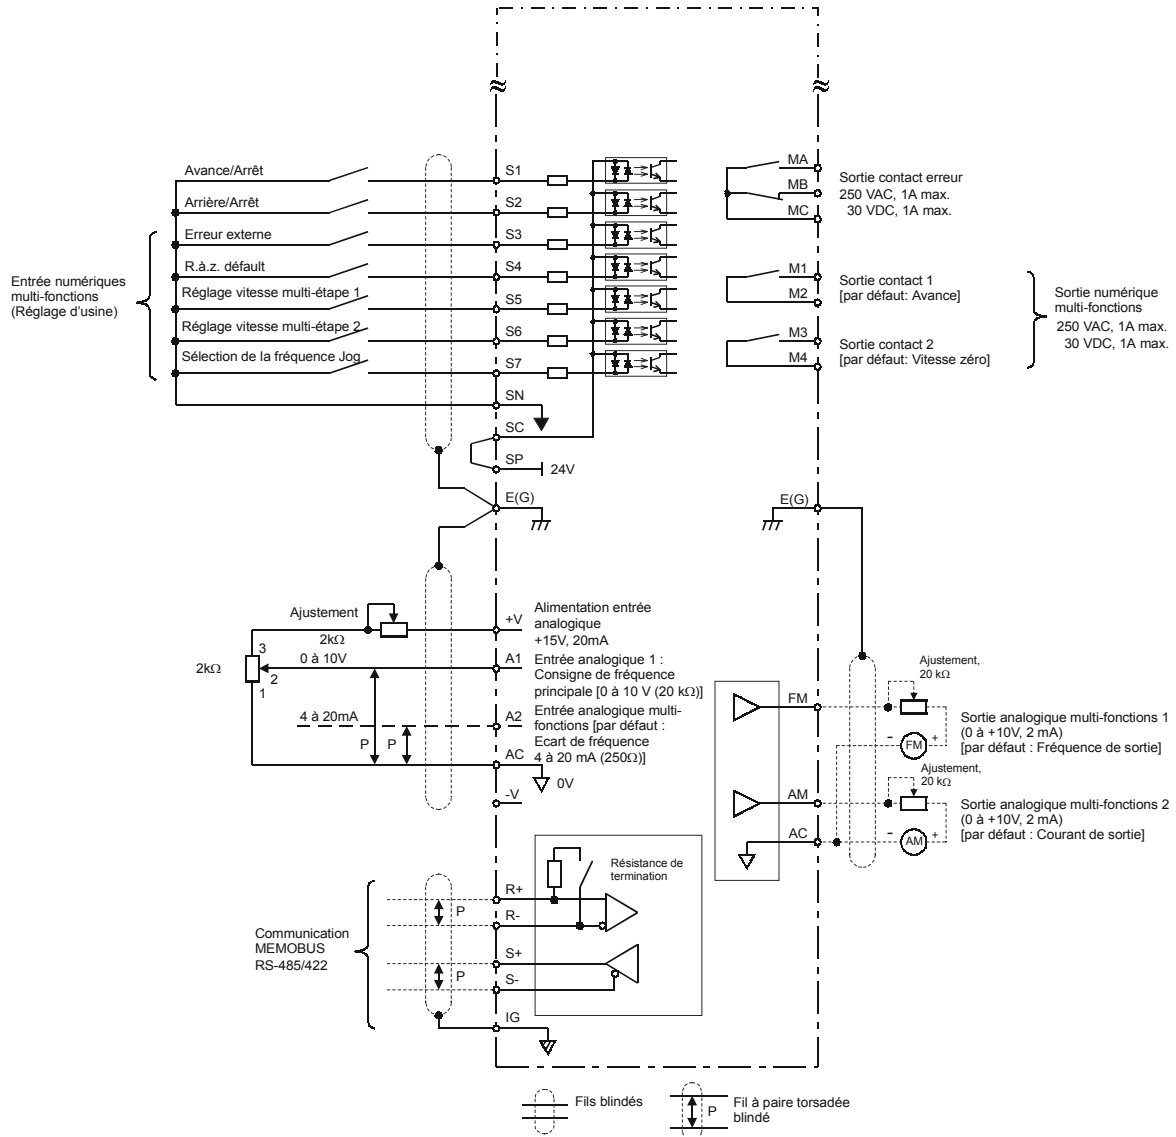 Avance/Arrêt
S1
Arrière/Arrêt
S2
Erreur externe
S3
R.à.z. défault
S4
Réglage vitesse multi-étape 1
S5
Réglage vitesse multi-étape 2
S6
Sélection de la fréquence Jog
S7
SN
SC
SP
24V
E(G)
Entrée numériques
multi-fonctions
(Réglage d'usine)
MA
MB
MC
Sortie contact erreur
250 VAC, 1A max.
30 VDC, 1A max.
M1
M2
Sortie contact 1
[par défaut: Avance]
M3
M4
Sortie contact 2
[par défaut: Vitesse zéro]
Sortie numérique
multi-fonctions
250 VAC, 1A max.
30 VDC, 1A max.
E(G)
Ajustement
2kΩ
2kΩ
3
2
1
0 à 10V
4 à 20mA
P
P
+V
Alimentation entrée
analogique
+15V, 20mA
A1
Entrée analogique 1 :
Consigne de fréquence
principale [0 à 10 V (20 kΩ)]
A2
Entrée analogique multi-
fonctions [par défaut :
Ecart de fréquence
4 à 20 mA (250Ω)]
AC
0V
-V
FM
Ajustement,
20 kΩ
- FM +
Sortie analogique multi-fonctions 1
(0 à +10V, 2 mA)
[par défaut : Fréquence de sortie]
AM
AC
Ajustement,
20 kΩ
- AM +
Sortie analogique multi-fonctions 2
(0 à +10V, 2 mA)
[par défaut : Courant de sortie]
Communication
MEMOBUS
RS-485/422
P
P
R+
R-
S+
S-
IG
Résistance de
termination
Fils blindés
P
Fil à paire torsadée
blindé